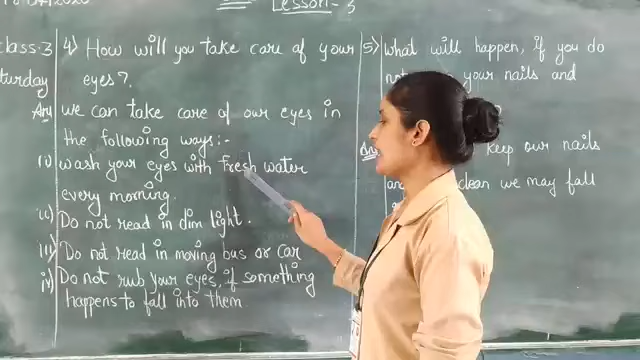 Lesson-3
Class-3
turday
4) How will you take care of your
eyes?
Ans we can take care of our eyes in
the following ways:-
i) wash your eyes with fresh water
every morning.
ii) Do not read in dim light.
iii) Do not read in moving bus or car
iv) Do not rub your eyes, if something
happens to fall into them
5) What will happen, if you do
not your nails and
Ans keep our nails
and clean we may fall